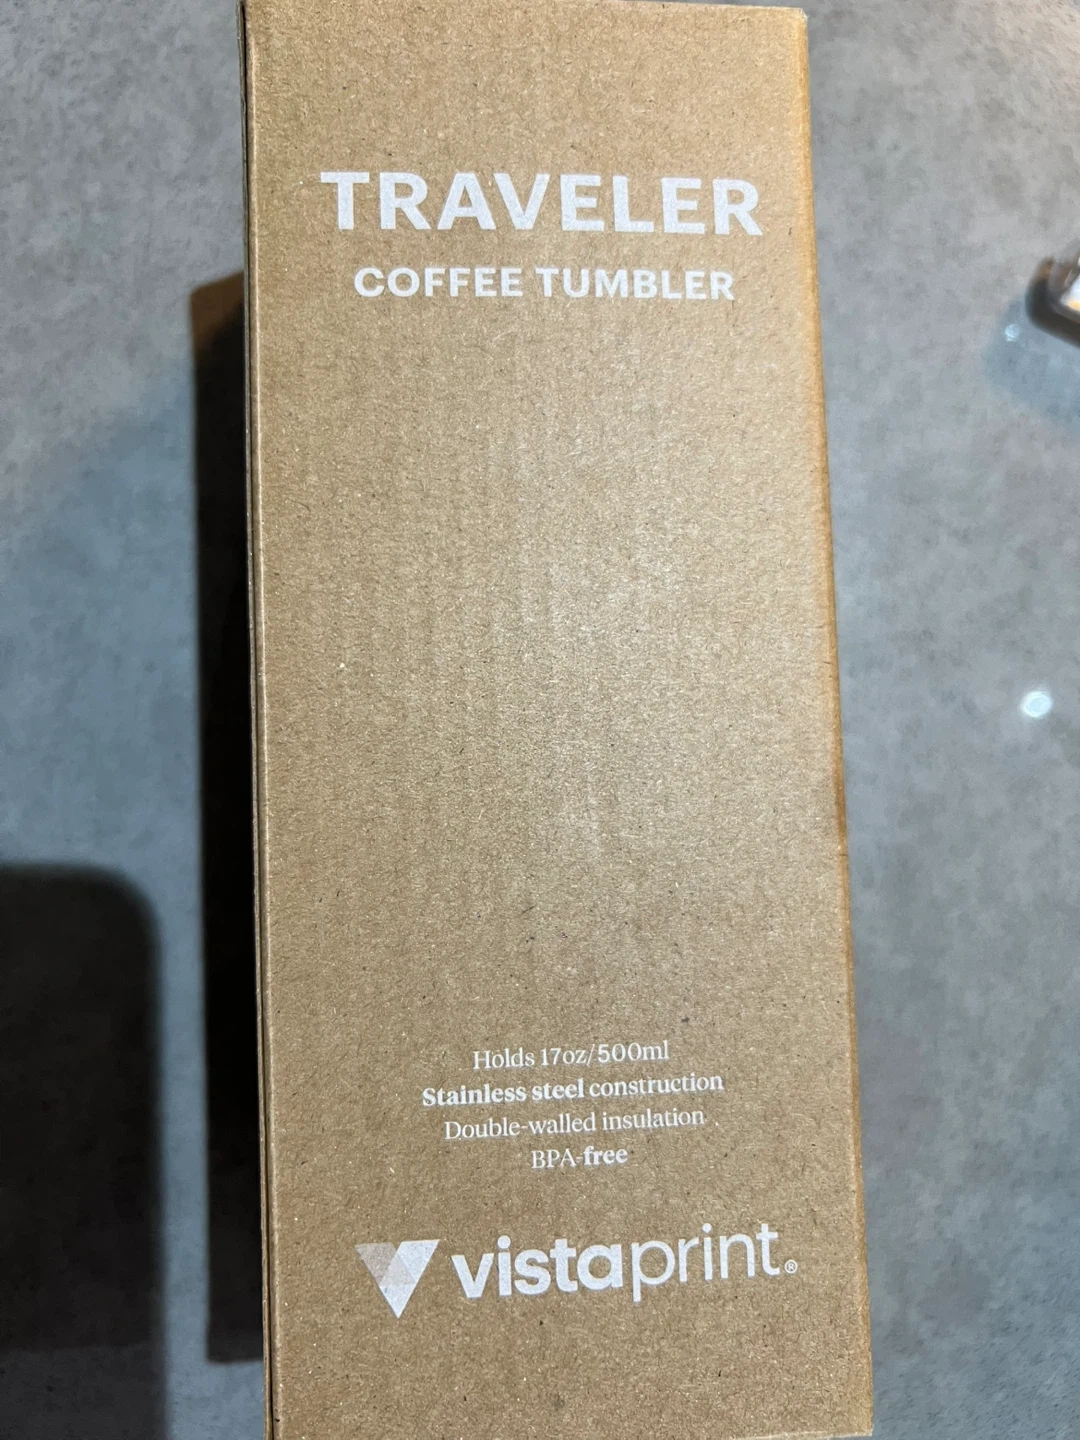 TRAVELER
COFFEE TUMBLER
Holds 17oz/500ml
Stainless steel construction
Double-walled insulation
BPA-free
vistaprint®